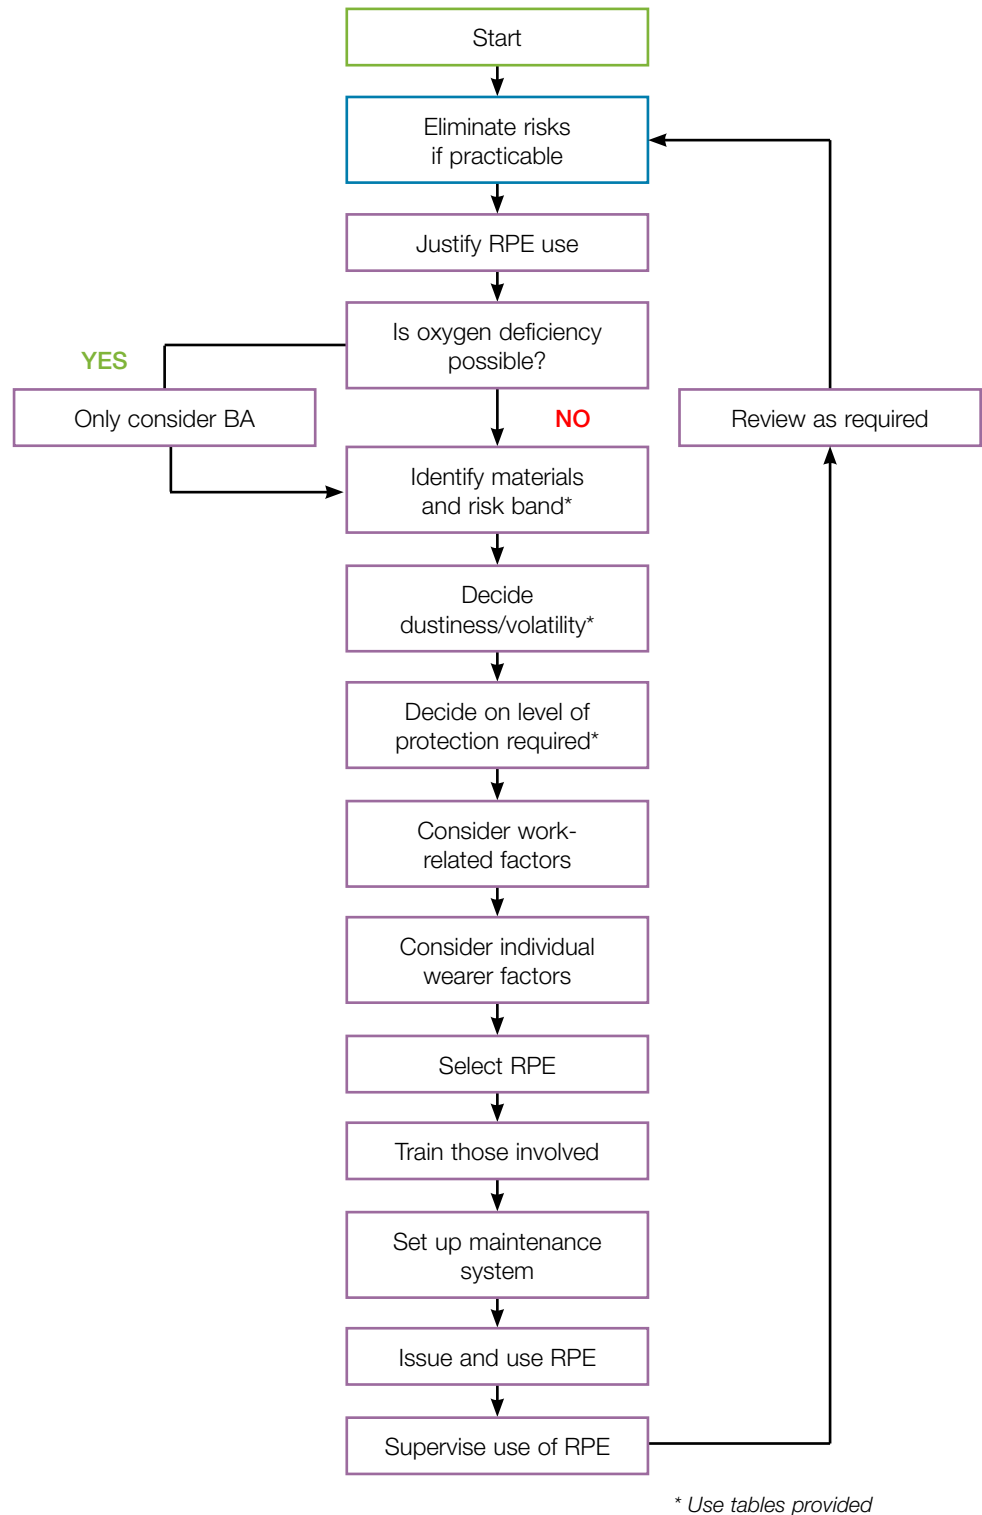 Start
Eliminate risks
if practicable
Justify RPE use
Is oxygen deficiency
possible?
YES
Only consider BA
NO
Review as required
Identify materials
and risk band*
Decide
dustiness/volatility*
Decide on level of
protection required*
Consider work-
related factors
Consider individual
wearer factors
Select RPE
Train those involved
Set up maintenance
system
Issue and use RPE
Supervise use of RPE
* Use tables provided